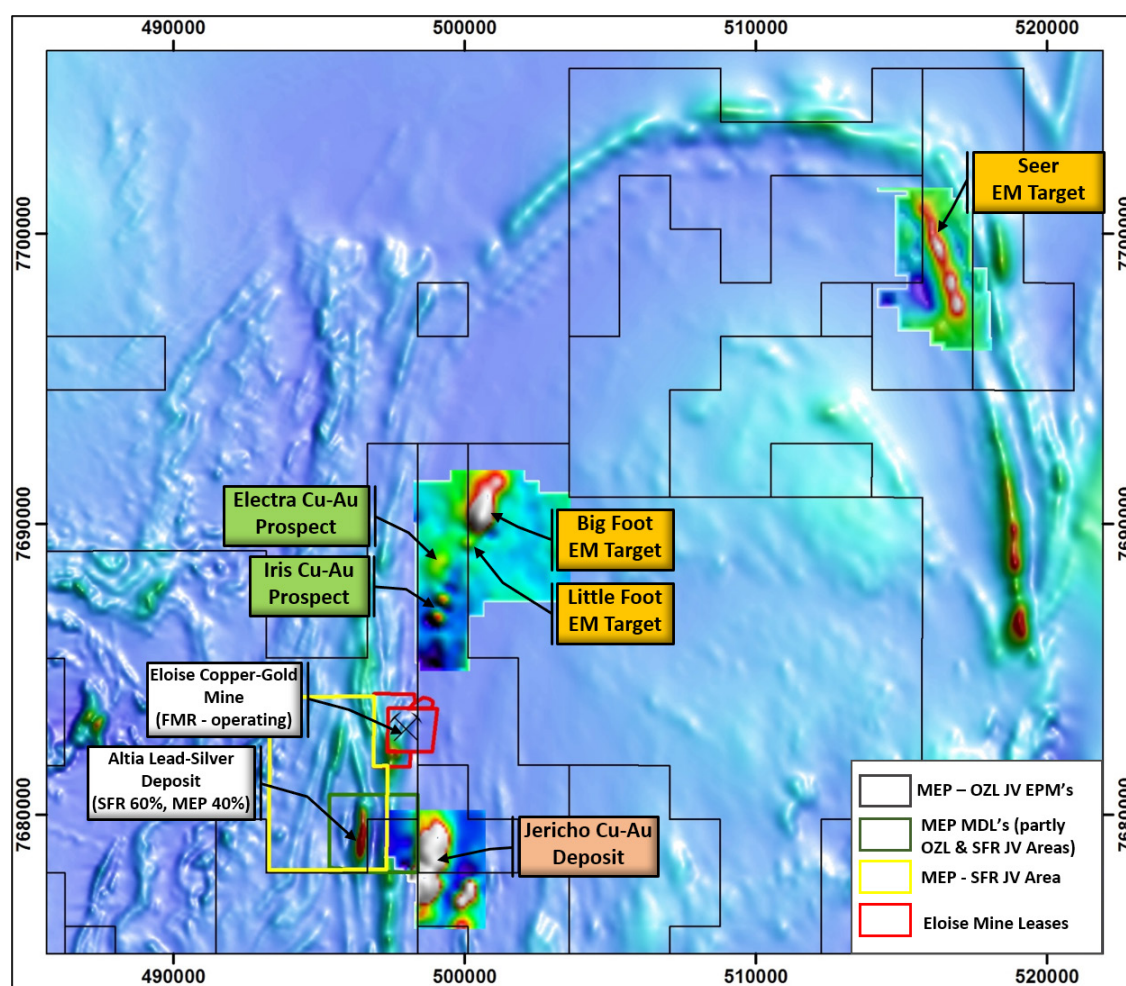 490000
500000
510000
520000
7700000
7700000
Seer
EM Target
Electra Cu-Au
Prospect
Big Foot
EM Target
7690000
7690000
Iris Cu-Au
Prospect
Little Foot
EM Target
Eloise Copper-Gold
Mine
(FMR - operating)
Altia Lead-Silver
Deposit
(SFR 60%, MEP 40%)
7680000
7680000
Jericho Cu-Au
Deposit
MEP – OZL JV EPM's
MEP MDL's (partly
OZL & SFR JV Areas)
MEP - SFR JV Area
Eloise Mine Leases
490000
500000
510000
520000